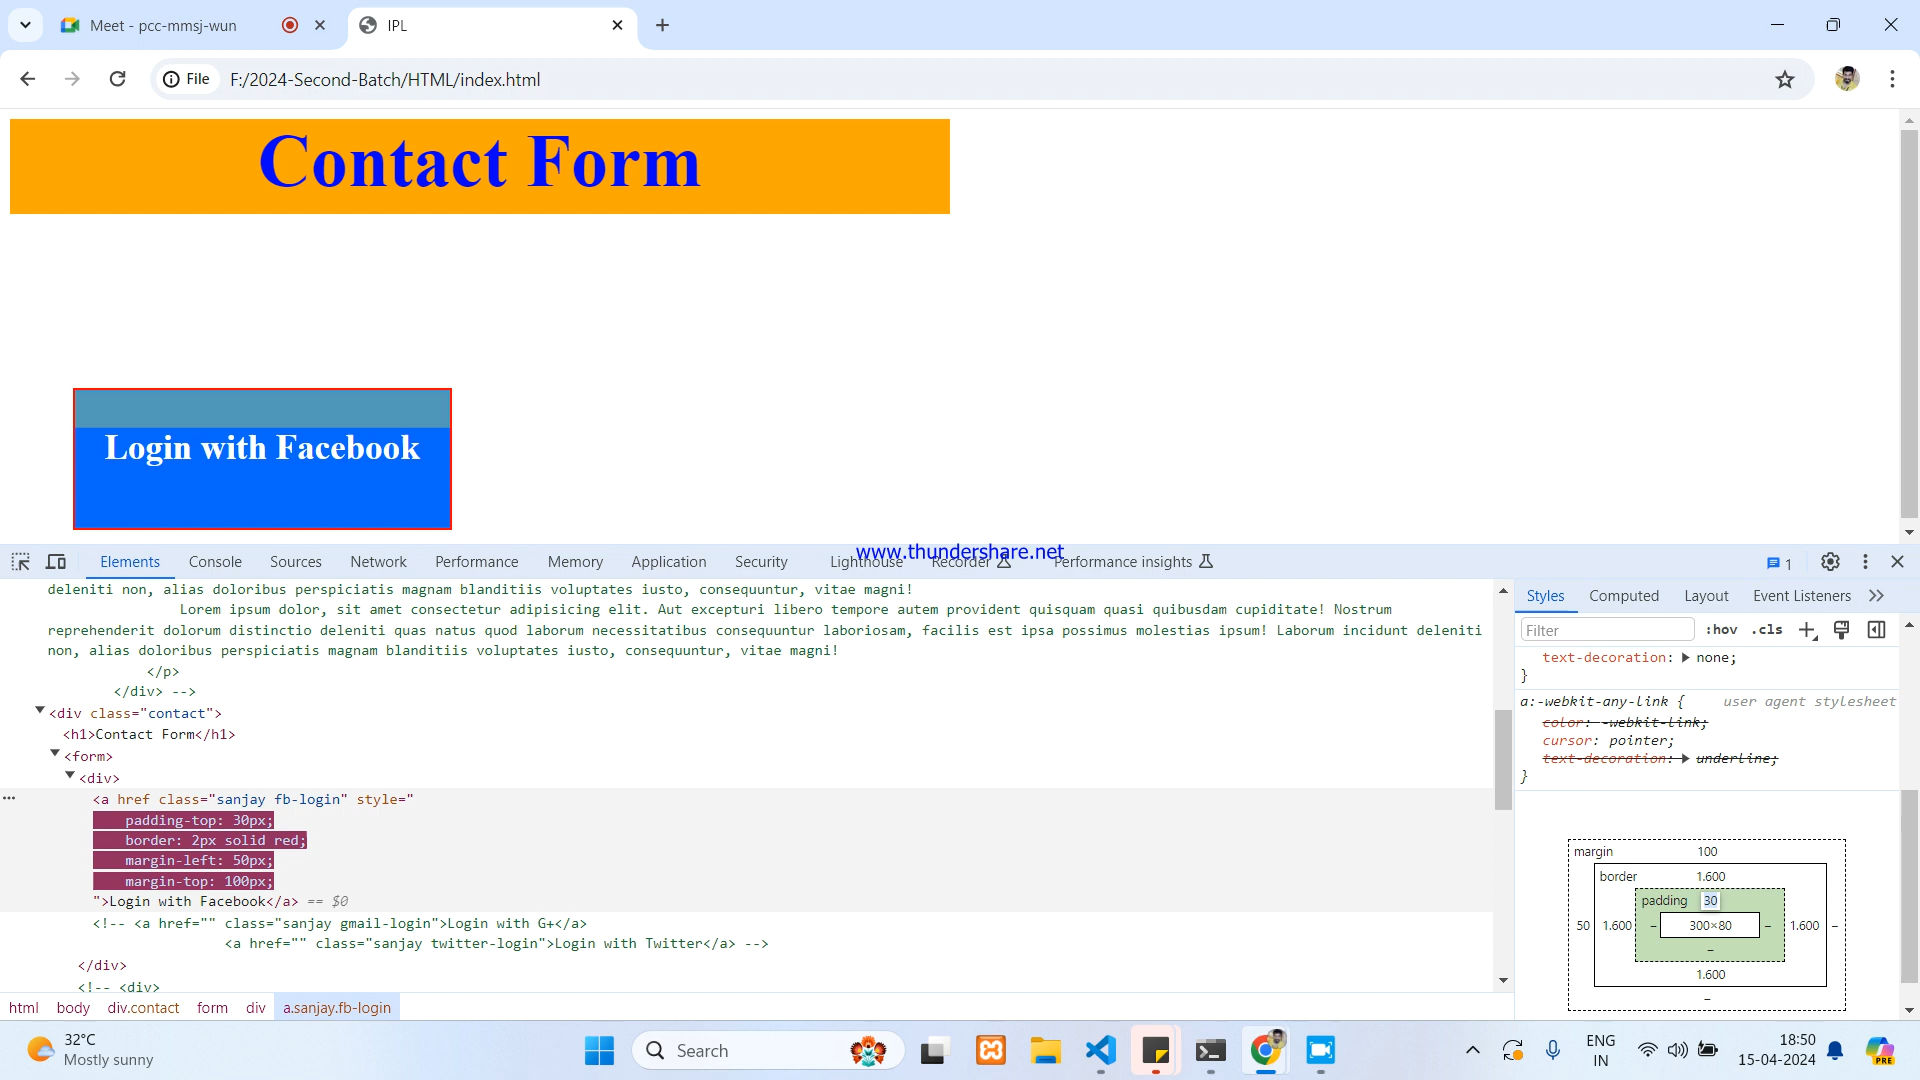 Meet - pcc-mmsj-wun
IPL
File F:/2024-Second-Batch/HTML/index.html
Contact Form
Login with Facebook
www.thundershare.net
Elements Console Sources Network Performance Memory Application Security Lighthouse Recorder Performance insights 1
deleniti non, alias doloribus perspiciatis magnam blanditiis voluptates iusto, consequuntur, vitae magni!
Lorem ipsum dolor, sit amet consectetur adipisicing elit. Aut excepturi libero tempore autem provident quisquam quasi quibusdam cupiditate! Nostrum
reprehenderit dolorum distinctio deleniti quas natus quod laborum necessitatibus consequuntur laboriosam, facilis est ipsa possimus molestias ipsum! Laborum incidunt deleniti
non, alias doloribus perspiciatis magnam blanditiis voluptates iusto, consequuntur, vitae magni!
</p>
</div> -->
<div class="contact">
<h1>Contact Form</h1>
<form>
<div>
<a href class="sanjay fb-login" style="
padding-top: 30px;
border: 2px solid red;
margin-left: 50px;
margin-top: 100px;
">Login with Facebook</a> == $0
<!-- <a href="" class="sanjay gmail-login">Login with G+</a>
<a href="" class="sanjay twitter-login">Login with Twitter</a> -->
</div>
<!-- <div>
html body div.contact form div a.sanjay.fb-login
Styles Computed Layout Event Listeners
Filter :hov .cls
text-decoration: none;
}
a:-webkit-any-link { user agent stylesheet
color: -webkit-link;
cursor: pointer;
text-decoration: underline;
}
margin 100
border 1.600
padding 30
50 1.600 – 300×80 – 1.600 –
–
1.600
–
32°C
Mostly sunny
Search
ENG
IN
18:50
15-04-2024
PRE